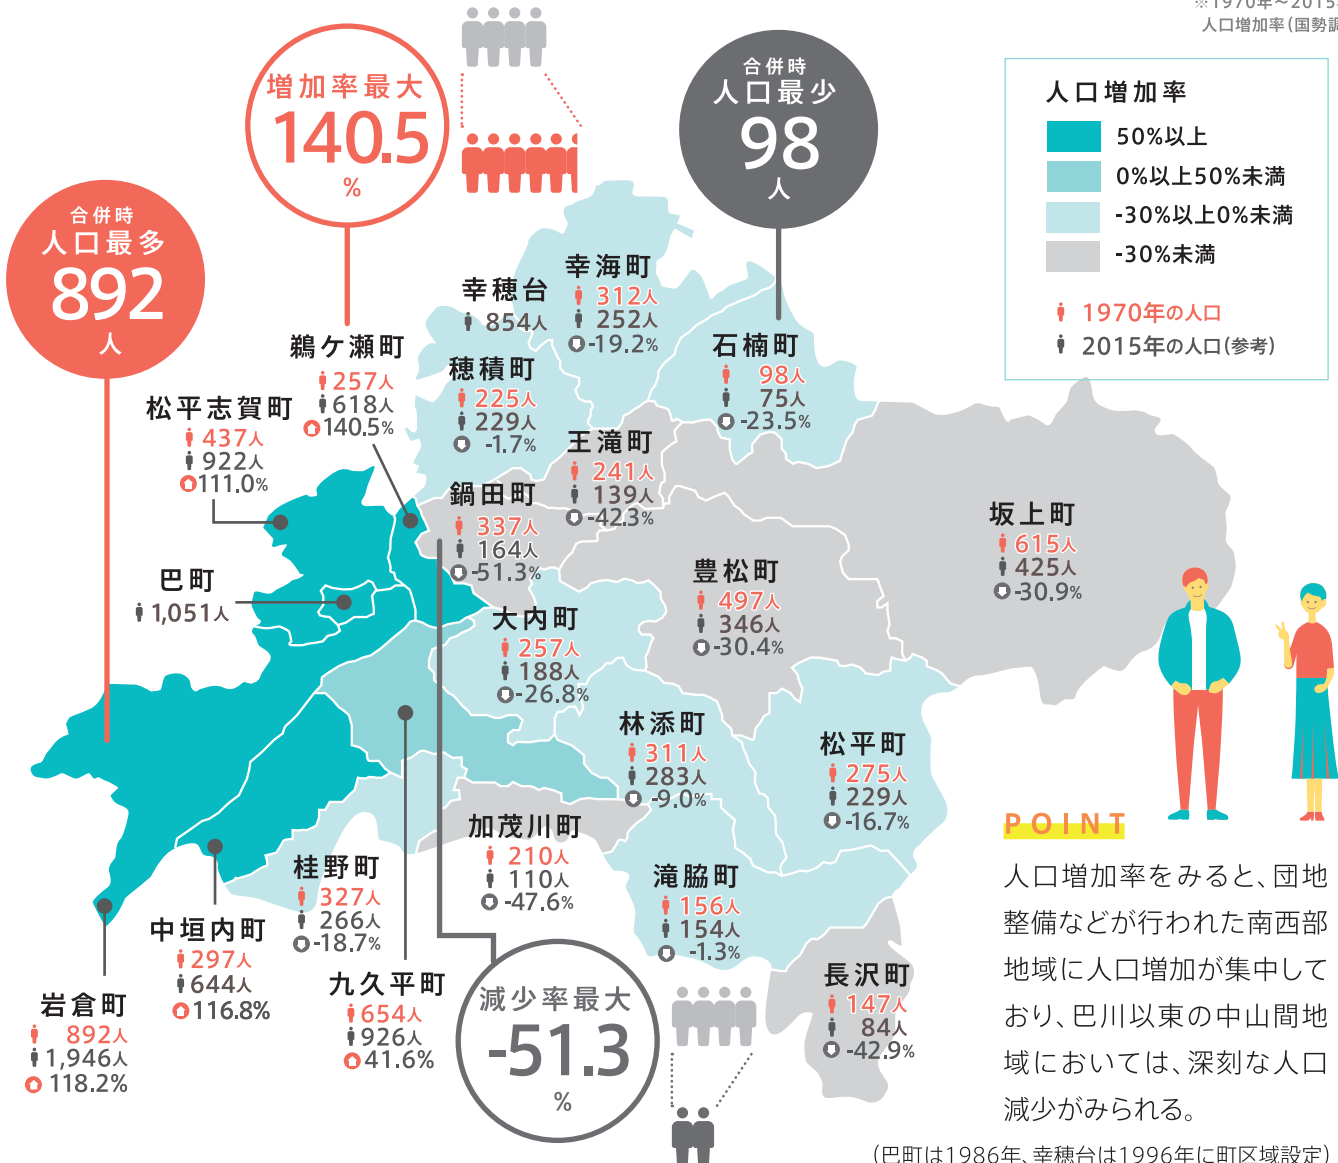 ※1970年～2015
人口増加率(国勢調
増加率最大
140.5
%
合併時
人口最少
98
人
合併時
人口最多
892
人
人口増加率
50%以上
0%以上50%未満
-30%以上0%未満
-30%未満
1970年の人口
2015年の人口(参考)
幸海町
312人
252人
-19.2%
幸穂台
854人
石楠町
98人
75人
-23.5%
鵜ケ瀬町
257人
618人
140.5%
穂積町
225人
229人
-1.7%
松平志賀町
437人
922人
111.0%
王滝町
241人
139人
-42.3%
鍋田町
337人
164人
-51.3%
坂上町
615人
425人
-30.9%
巴町
1,051人
豊松町
497人
346人
-30.4%
大内町
257人
188人
-26.8%
林添町
311人
283人
-9.0%
松平町
275人
229人
-16.7%
加茂川町
210人
110人
-47.6%
桂野町
327人
266人
-18.7%
滝脇町
156人
154人
-1.3%
中垣内町
297人
644人
116.8%
九久平町
654人
926人
41.6%
長沢町
147人
84人
-42.9%
岩倉町
892人
1,946人
118.2%
減少率最大
-51.3
%
POINT
人口増加率をみると、団地
整備などが行われた南西部
地域に人口増加が集中して
おり、巴川以東の中山間地
域においては、深刻な人口
減少がみられる。
(巴町は1986年、幸穂台は1996年に町区域設定)